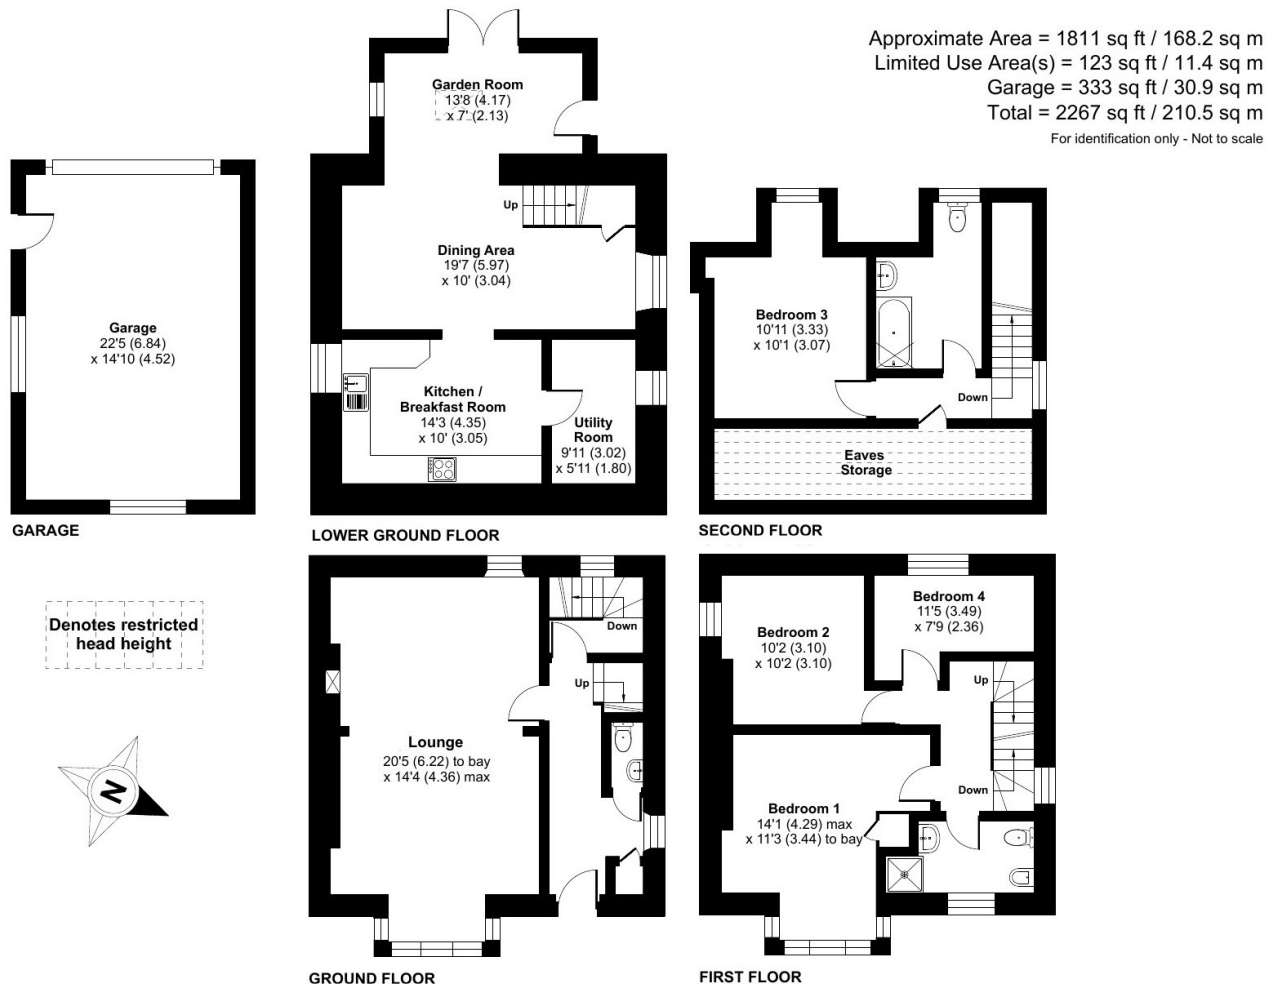 Approximate Area = 1811 sq ft / 168.2 sq m
Limited Use Area(s) = 123 sq ft / 11.4 sq m
Garage = 333 sq ft / 30.9 sq m
Total = 2267 sq ft / 210.5 sq m
For identification only - Not to scale
Garage
22'5 (6.84)
x 14'10 (4.52)
GARAGE
Garden Room
13'8 (4.17)
x 7' (2.13)
Up
Dining Area
19'7 (5.97)
x 10' (3.04)
Kitchen /
Breakfast Room
14'3 (4.35)
x 10' (3.05)
Utility
Room
9'11 (3.02)
x 5'11 (1.80)
LOWER GROUND FLOOR
Bedroom 3
10'11 (3.33)
x 10'1 (3.07)
Down
Eaves
Storage
SECOND FLOOR
Denotes restricted
head height
N
Down
Up
Lounge
20'5 (6.22) to bay
x 14'4 (4.36) max
GROUND FLOOR
Bedroom 4
11'5 (3.49)
x 7'9 (2.36)
Bedroom 2
10'2 (3.10)
x 10'2 (3.10)
Up
Down
Bedroom 1
14'1 (4.29) max
x 11'3 (3.44) to bay
FIRST FLOOR